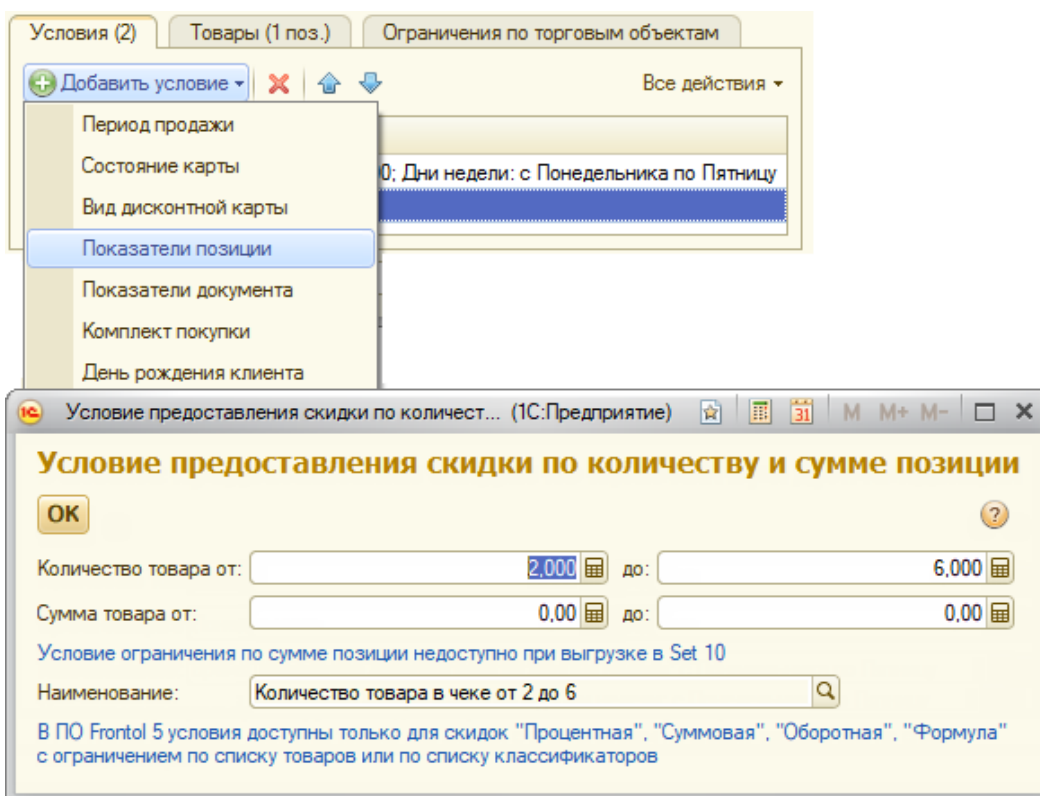 Условия (2) Товары (1 поз.) Ограничения по торговым объектам
Добавить условие Все действия
Период продажи
Состояние карты
0; Дни недели: с Понедельника по Пятницу
Вид дисконтной карты
Показатели позиции
Показатели документа
Комплект покупки
День рождения клиента
1С Условие предоставления скидки по количест... (1С:Предприятие) 31 M M+ M-
Условие предоставления скидки по количеству и сумме позиции
ОК ?
Количество товара от: 2,000 до: 6,000
Сумма товара от: 0,00 до: 0,00
Условие ограничения по сумме позиции недоступно при выгрузке в Set 10
Наименование: Количество товара в чеке от 2 до 6
В ПО Frontol 5 условия доступны только для скидок "Процентная", "Суммовая", "Оборотная", "Формула"
с ограничением по списку товаров или по списку классификаторов